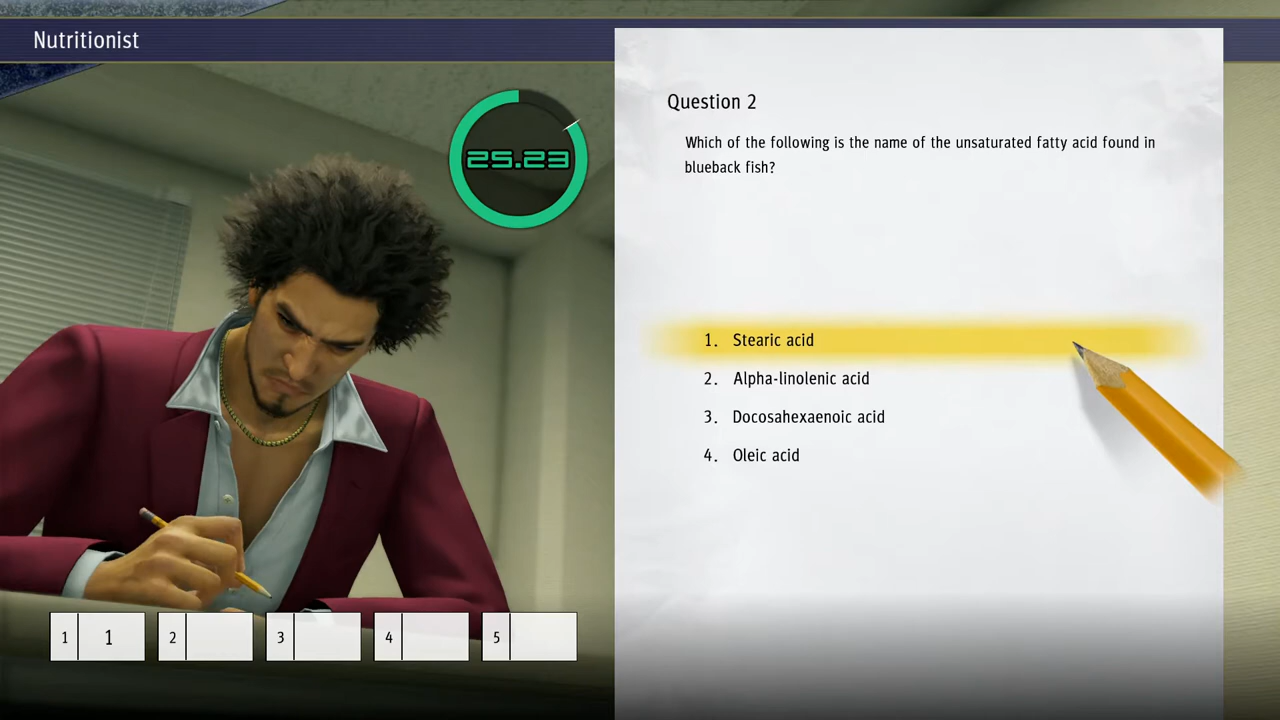 Nutritionist
25.23
Question 2
Which of the following is the name of the unsaturated fatty acid found in
blueback fish?
1. Stearic acid
2. Alpha-linolenic acid
3. Docosahexaenoic acid
4. Oleic acid
1 1 2 3 4 5